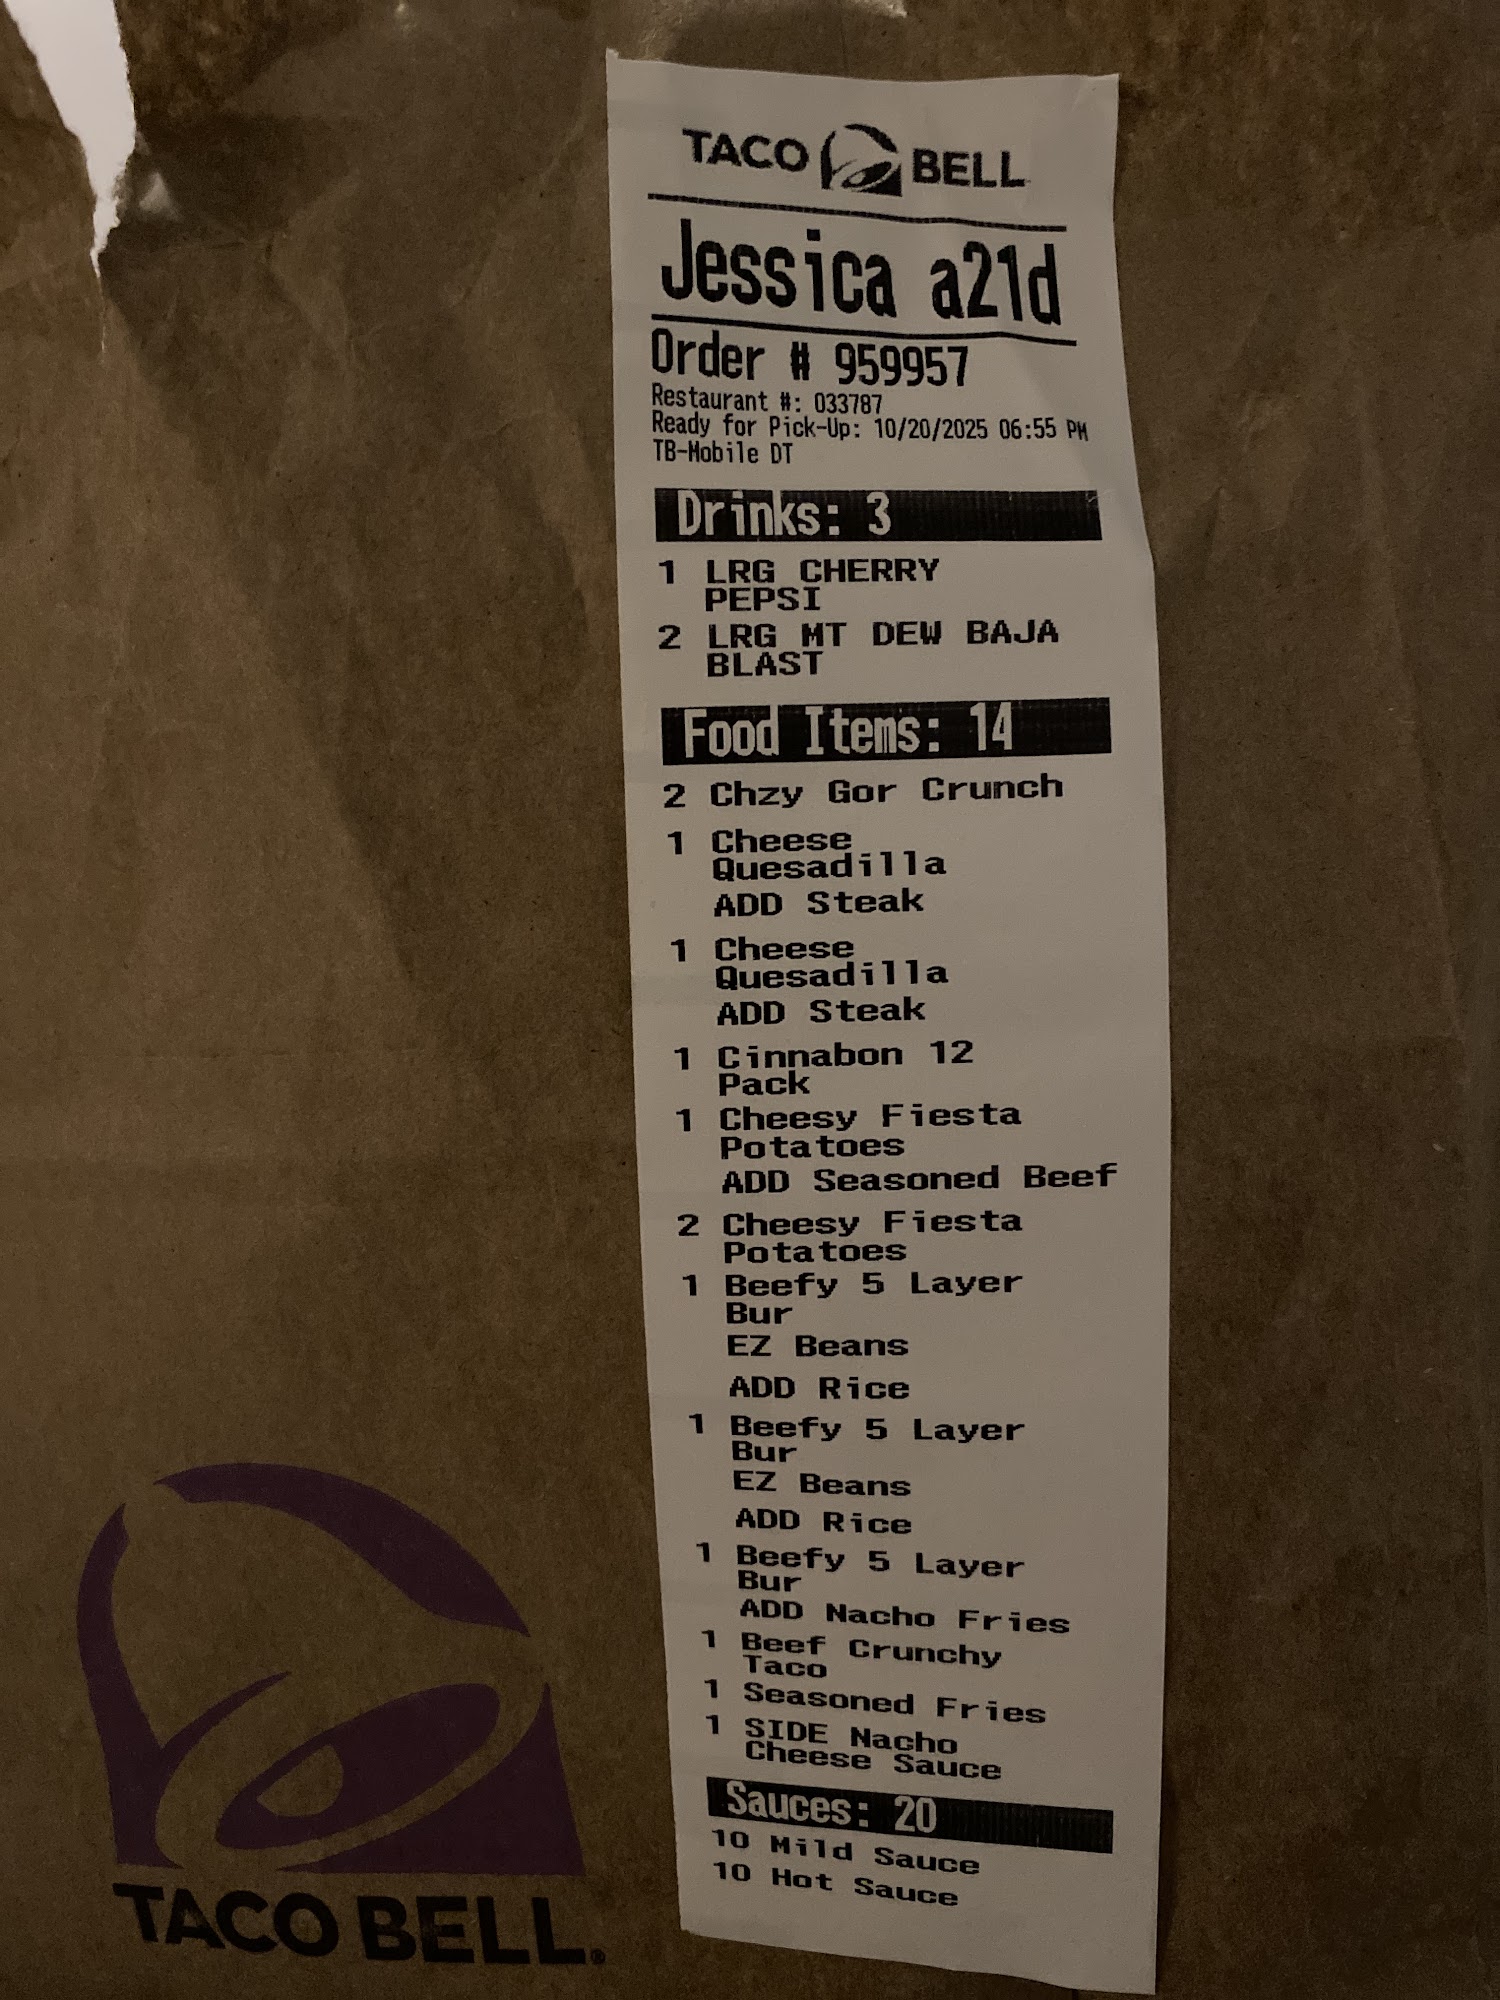 TACO BELL
Jessica a21d
Order # 959957
Restaurant #: 033787
Ready for Pick-Up: 10/20/2025 06:55 PM
TB-Mobile DT
Drinks: 3
1 LRG CHERRY
PEPSI
2 LRG MT DEW BAJA
BLAST
Food Items: 14
2 Chzy Gor Crunch
1 Cheese
Quesadilla
ADD Steak
1 Cheese
Quesadilla
ADD Steak
1 Cinnabon 12
Pack
1 Cheesy Fiesta
Potatoes
ADD Seasoned Beef
2 Cheesy Fiesta
Potatoes
1 Beefy 5 Layer
Bur
EZ Beans
ADD Rice
1 Beefy 5 Layer
Bur
EZ Beans
ADD Rice
1 Beefy 5 Layer
Bur
ADD Nacho Fries
1 Beef Crunchy
Taco
1 Seasoned Fries
1 SIDE Nacho
Cheese Sauce
Sauces: 20
10 Mild Sauce
10 Hot Sauce
TACO BELL®